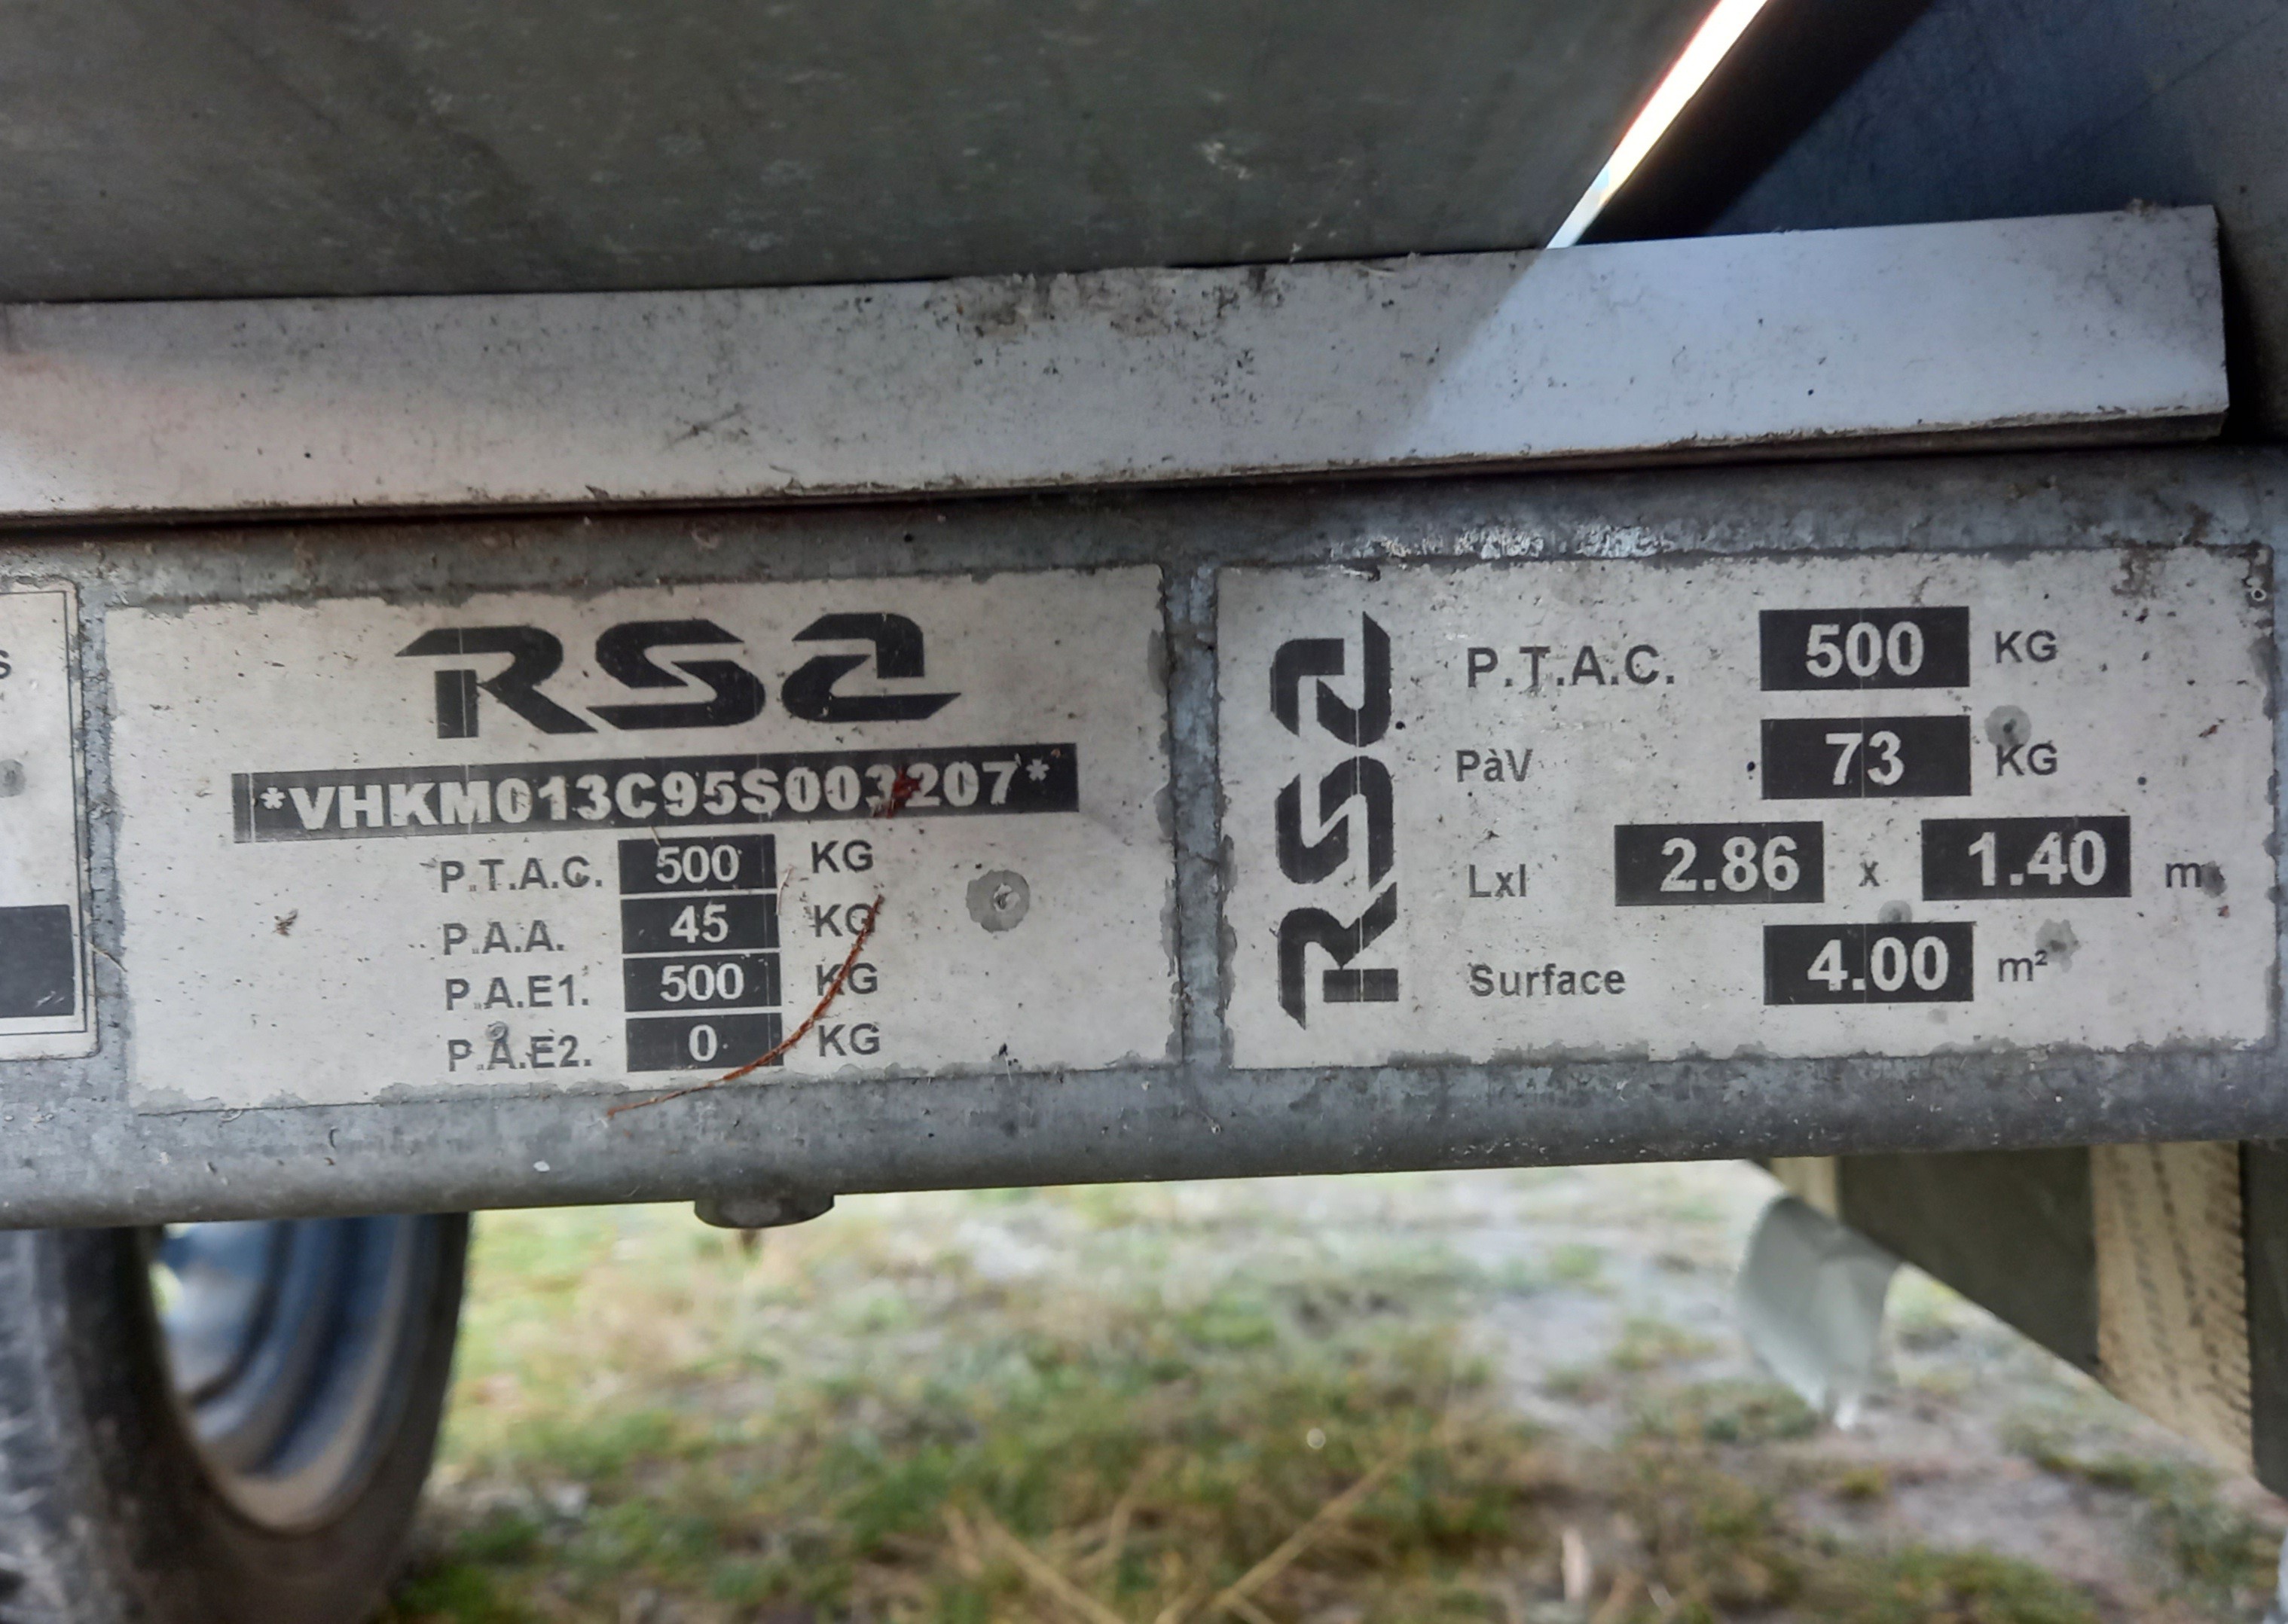 S
RSA
*VHKM013C95S003207*
P.T.A.C. 500 KG
P.A.A. 45 KG
P.A.E1. 500 KG
P.A.E2. 0 KG
RSA
P.T.A.C. 500 KG
PàV 73 KG
Lxl 2.86 x 1.40 m
Surface 4.00 m²